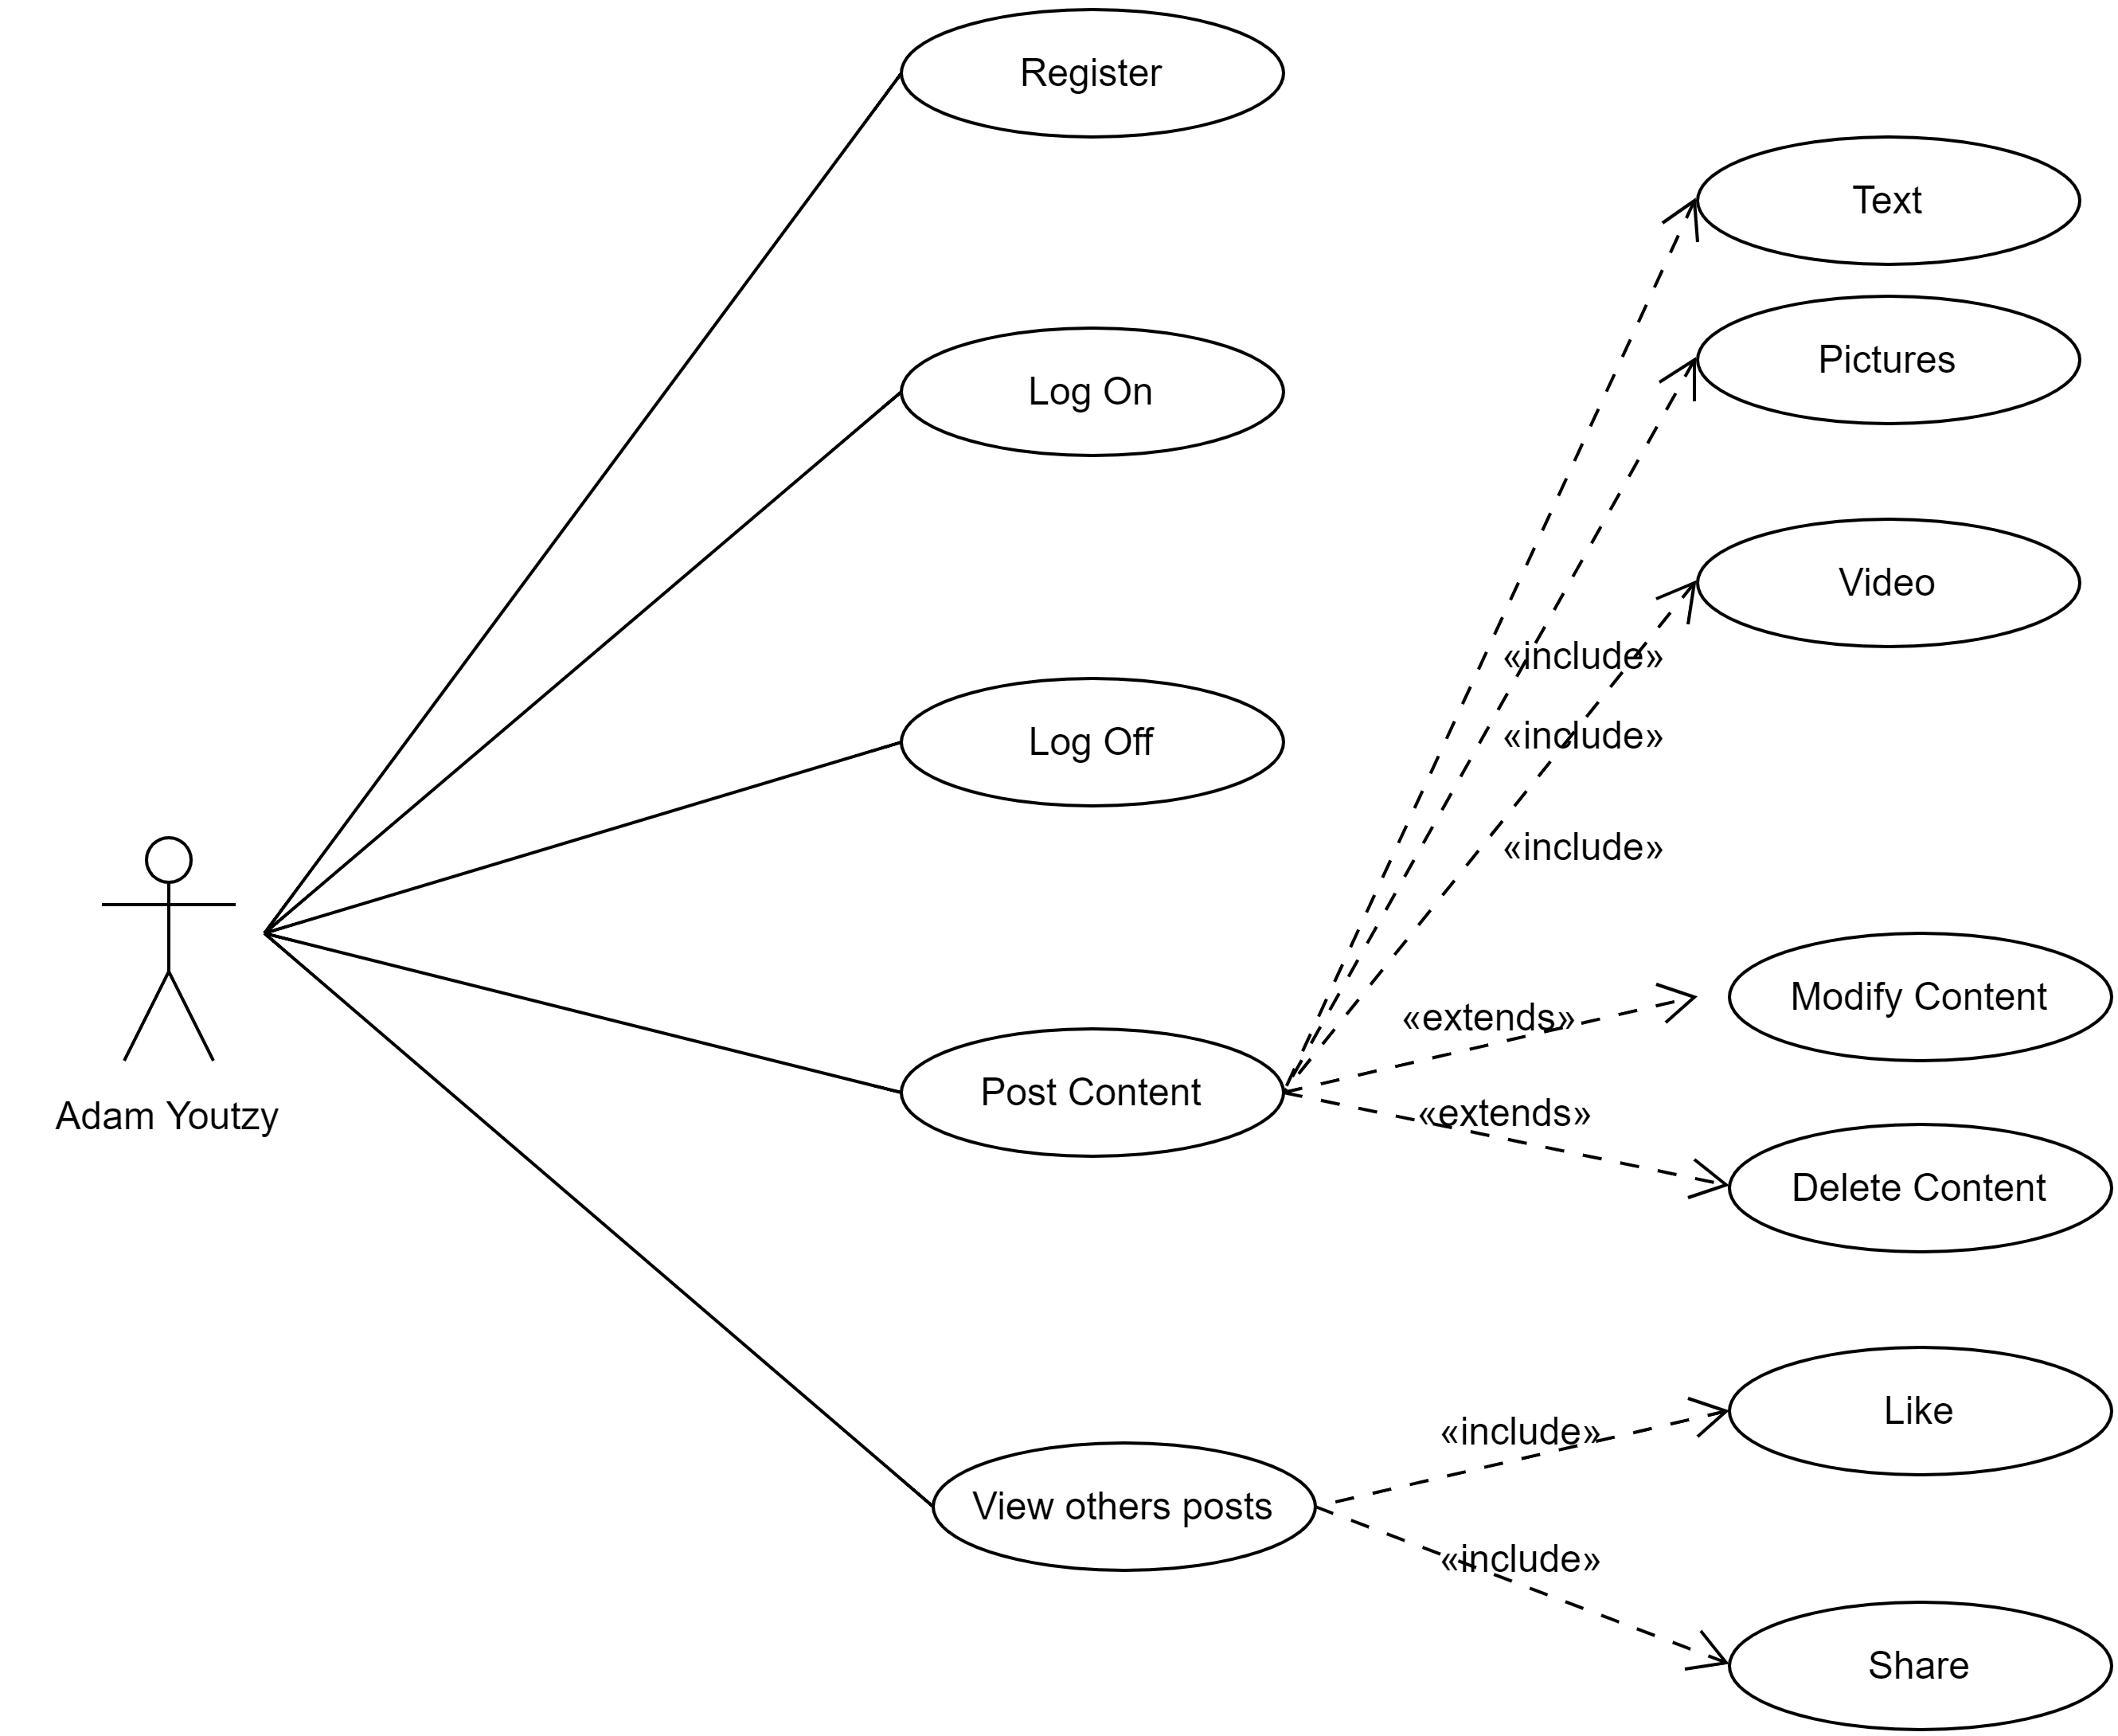 Register
Text
Pictures
Log On
Video
«include»
«include»
Log Off
«include»
Modify Content
«extends»
Post Content
Adam Youtzy
«extends»
Delete Content
Like
«include»
View others posts
«include»
Share